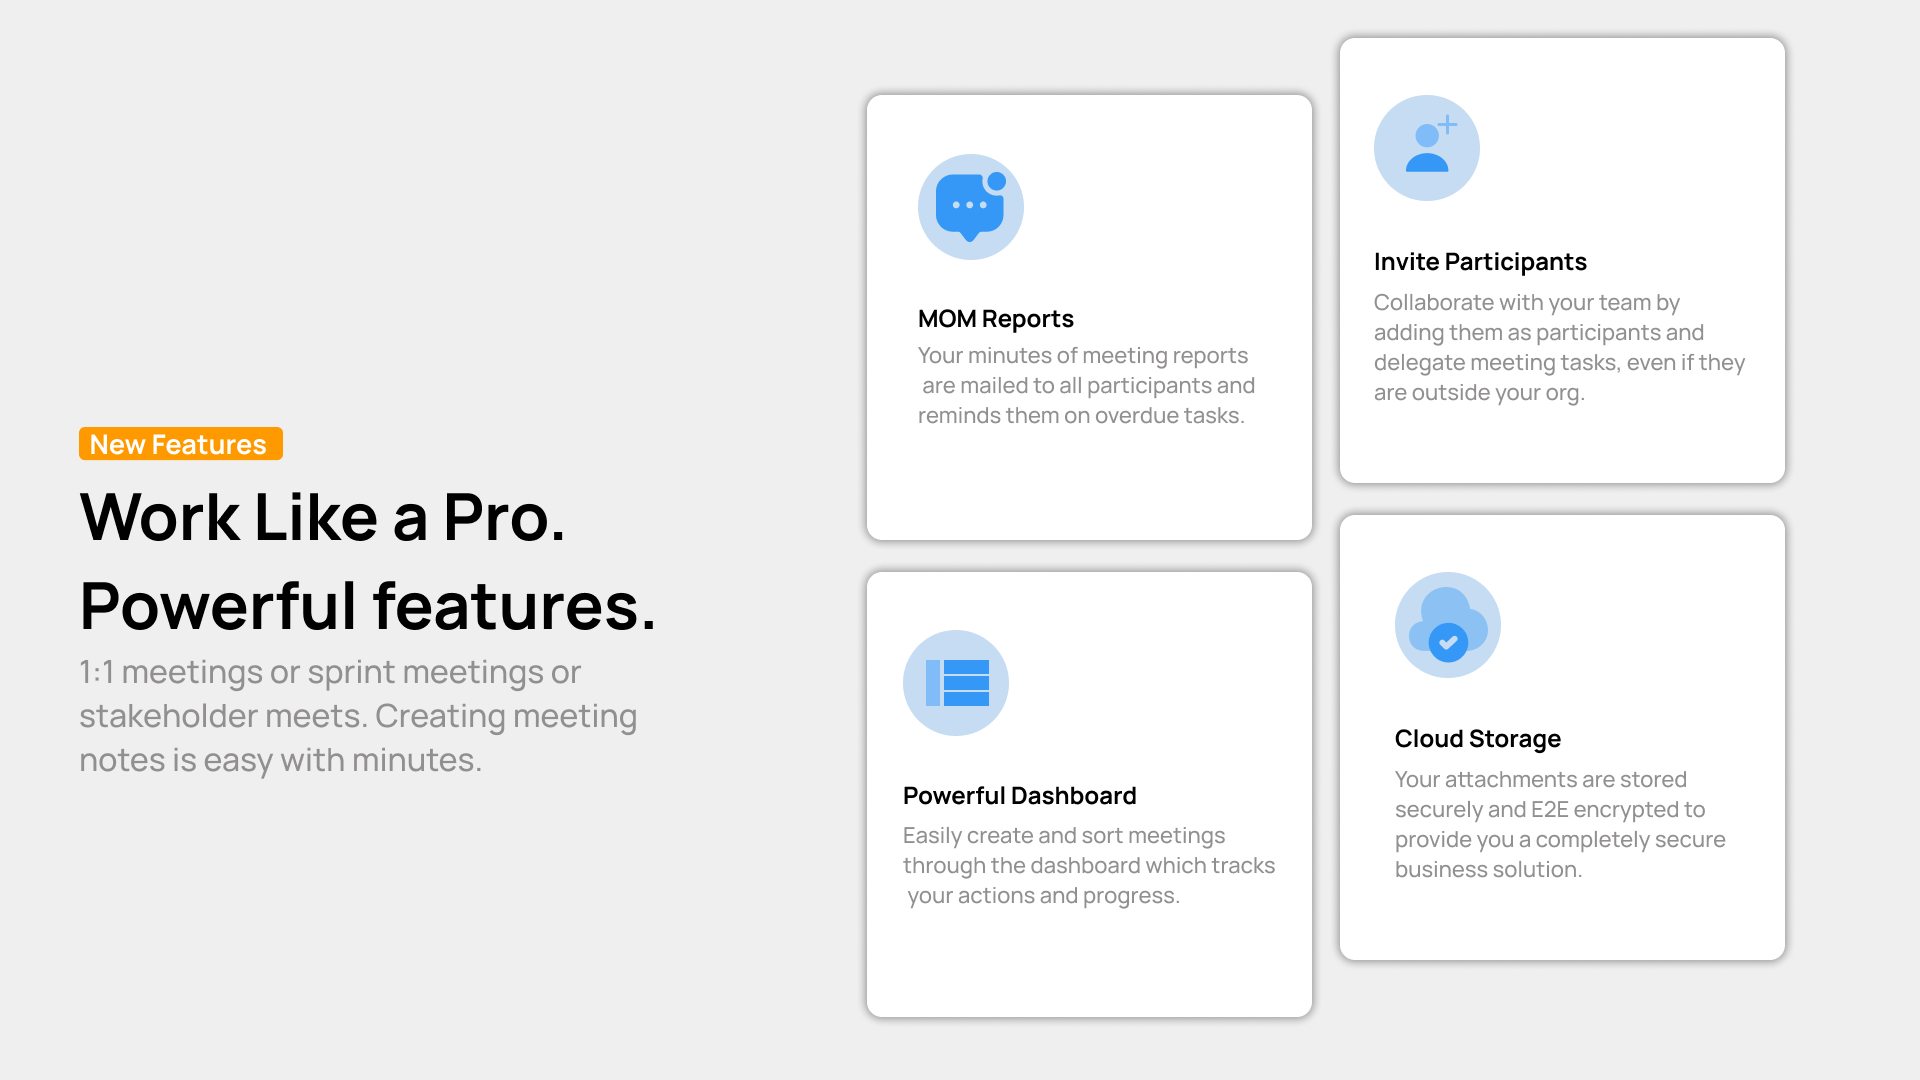 New Features
Work Like a Pro.
Powerful features.
1:1 meetings or sprint meetings or
stakeholder meets. Creating meeting
notes is easy with minutes.
MOM Reports
Your minutes of meeting reports
are mailed to all participants and
reminds them on overdue tasks.
Invite Participants
Collaborate with your team by
adding them as participants and
delegate meeting tasks, even if they
are outside your org.
Powerful Dashboard
Easily create and sort meetings
through the dashboard which tracks
your actions and progress.
Cloud Storage
Your attachments are stored
securely and E2E encrypted to
provide you a completely secure
business solution.